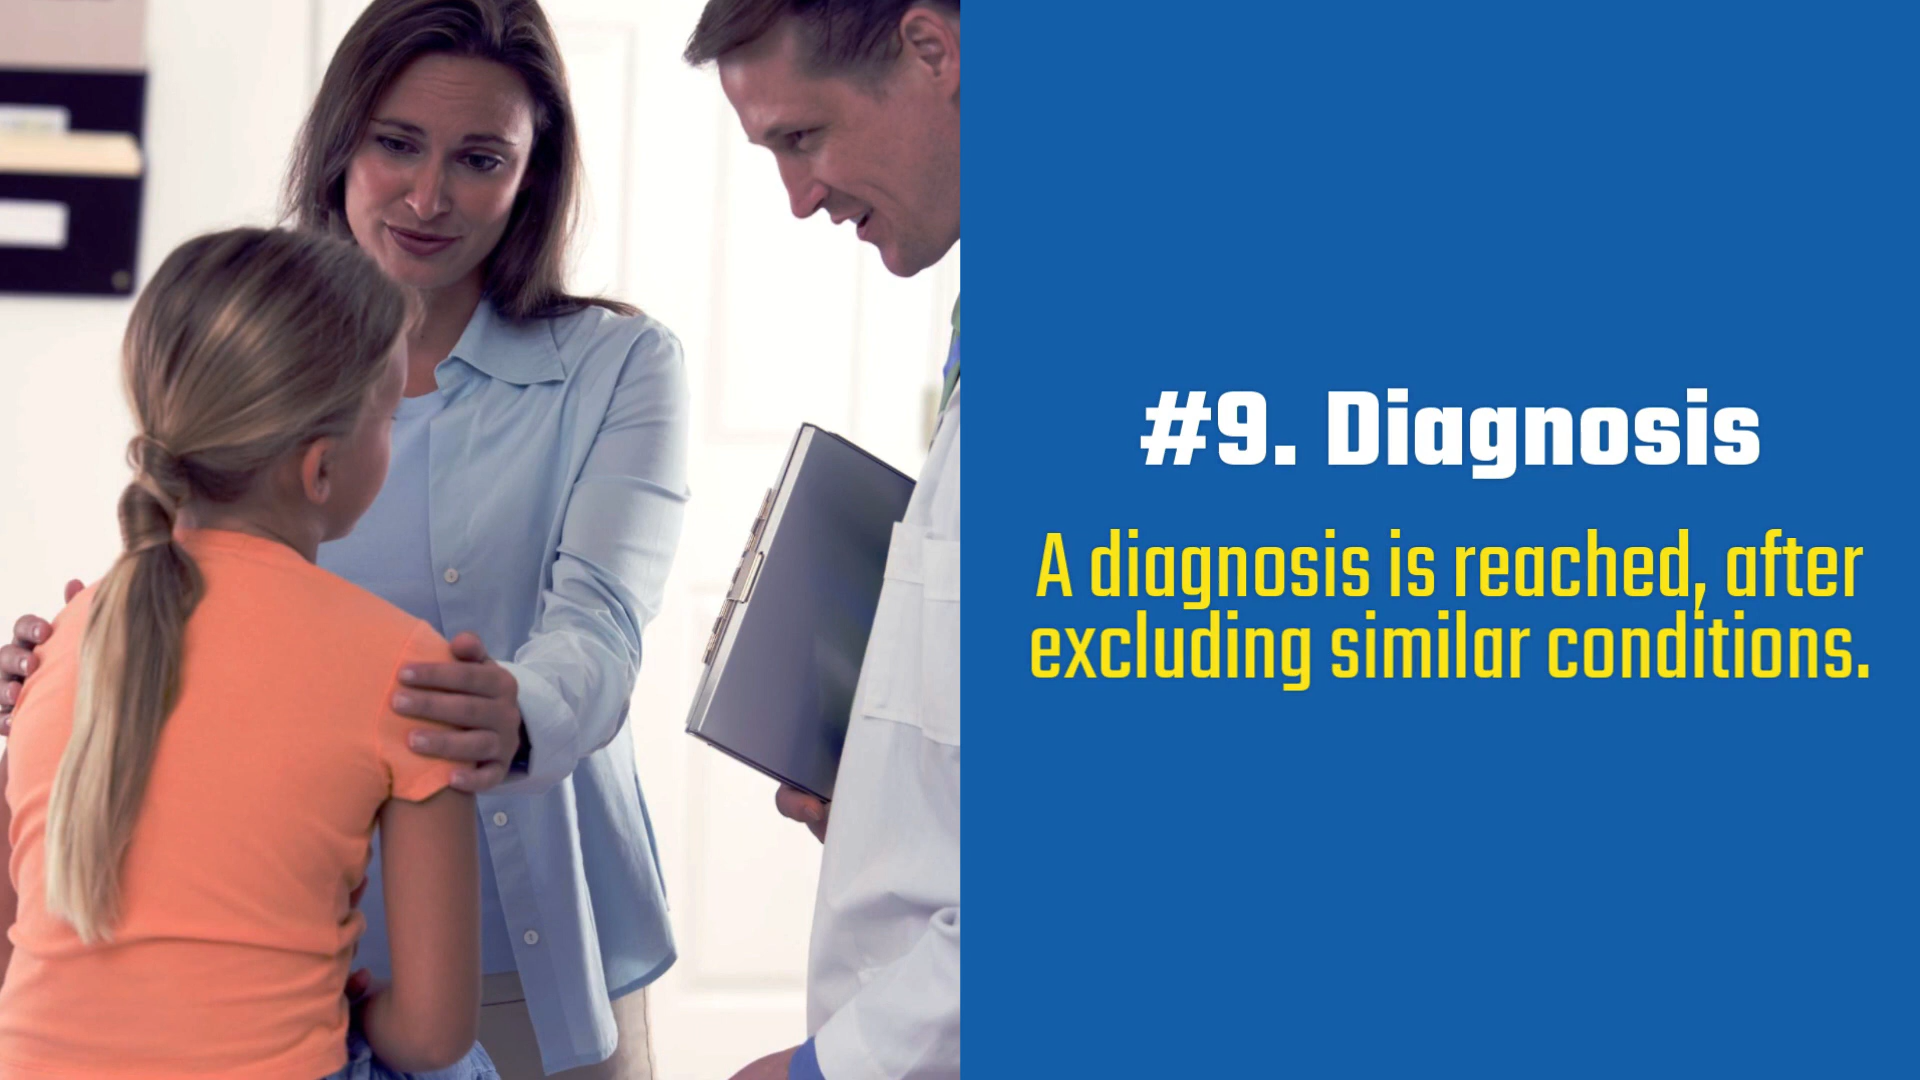 #9. Diagnosis
A diagnosis is reached, after
excluding similar conditions.